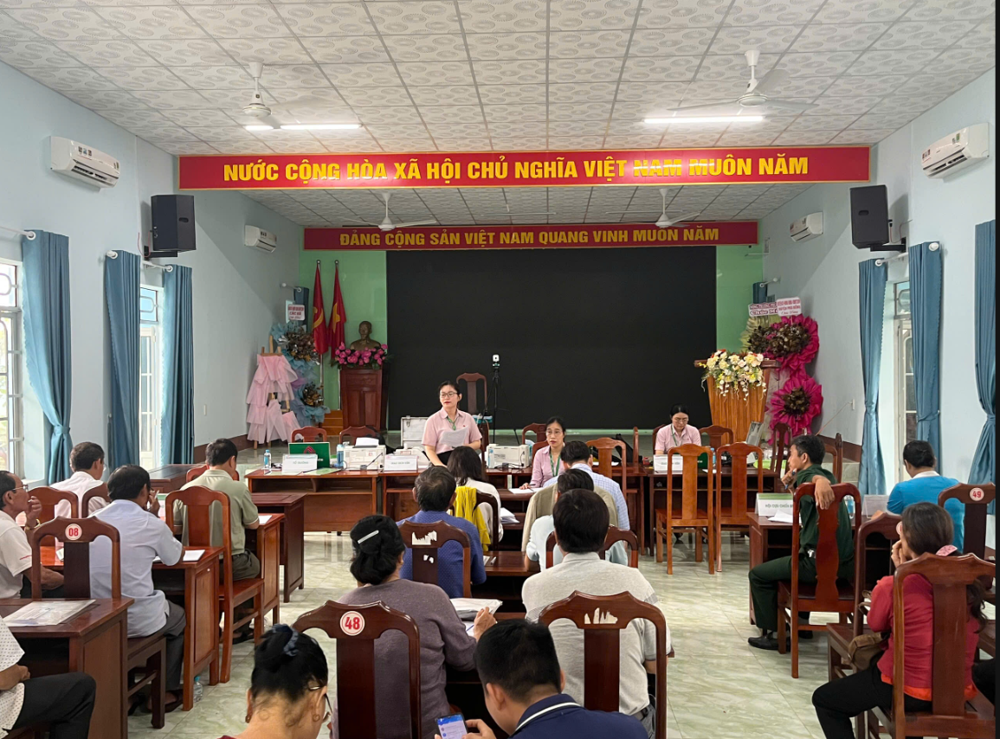 NƯỚC CỘNG HÒA XÃ HỘI CHỦ NGHĨA VIỆT NAM MUÔN NĂM
ĐẢNG CỘNG SẢN VIỆT NAM QUANG VINH MUÔN NĂM
49
08
48